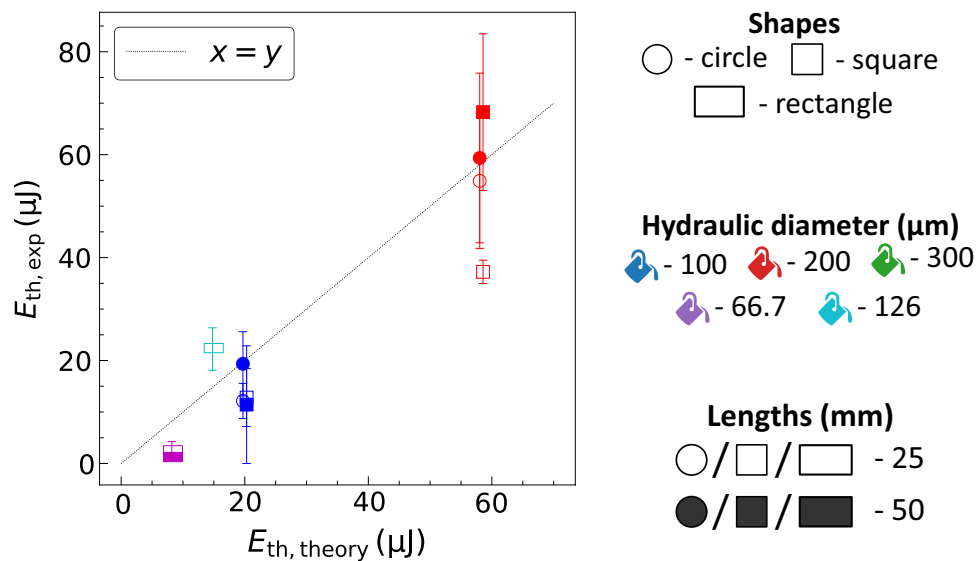 x = y
80
60
40
20
0
E_th, exp (μJ)
0
20
40
60
E_th, theory (μJ)
Shapes
- circle
- square
- rectangle
Hydraulic diameter (μm)
- 100
- 200
- 300
- 66.7
- 126
Lengths (mm)
/ / - 25
/ / - 50